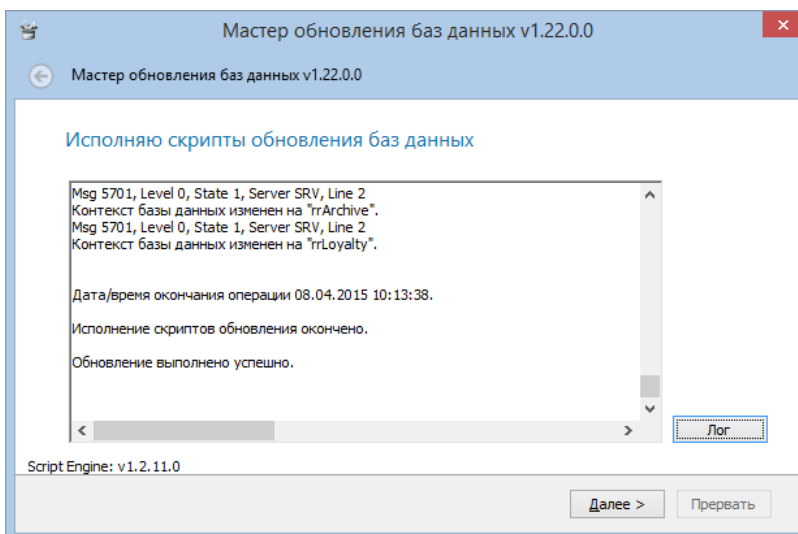 Мастер обновления баз данных v1.22.0.0
Мастер обновления баз данных v1.22.0.0
Исполняю скрипты обновления баз данных
Msg 5701, Level 0, State 1, Server SRV, Line 2
Контекст базы данных изменен на "rrArchive".
Msg 5701, Level 0, State 1, Server SRV, Line 2
Контекст базы данных изменен на "rrLoyalty".
Дата/время окончания операции 08.04.2015 10:13:38.
Исполнение скриптов обновления окончено.
Обновление выполнено успешно.
Лог
Script Engine: v1.2.11.0
Далее >
Прервать